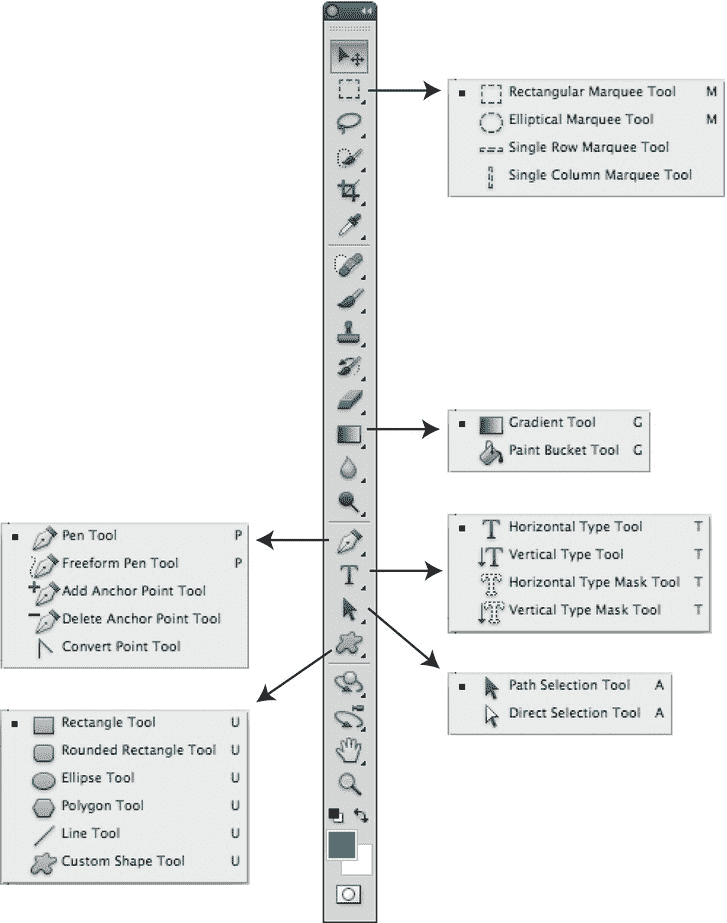 Rectangular Marquee Tool M
Elliptical Marquee Tool M
Single Row Marquee Tool
Single Column Marquee Tool
Gradient Tool G
Paint Bucket Tool G
Pen Tool P
Freeform Pen Tool P
Add Anchor Point Tool
Delete Anchor Point Tool
Convert Point Tool
Horizontal Type Tool T
Vertical Type Tool T
Horizontal Type Mask Tool T
Vertical Type Mask Tool T
Path Selection Tool A
Direct Selection Tool A
Rectangle Tool U
Rounded Rectangle Tool U
Ellipse Tool U
Polygon Tool U
Line Tool U
Custom Shape Tool U